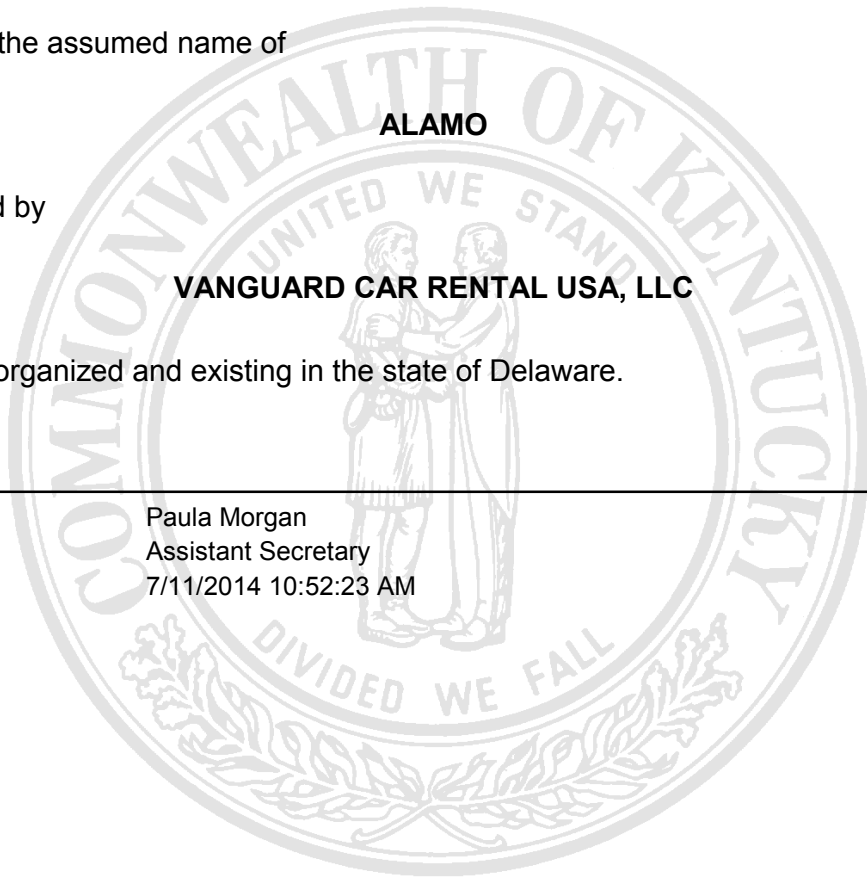 the assumed name of
ALAMO
d by
VANGUARD CAR RENTAL USA, LLC
organized and existing in the state of Delaware.
Paula Morgan
Assistant Secretary
7/11/2014 10:52:23 AM
COMMONWEALTH OF KENTUCKY
UNITED WE STAND
DIVIDED WE FALL